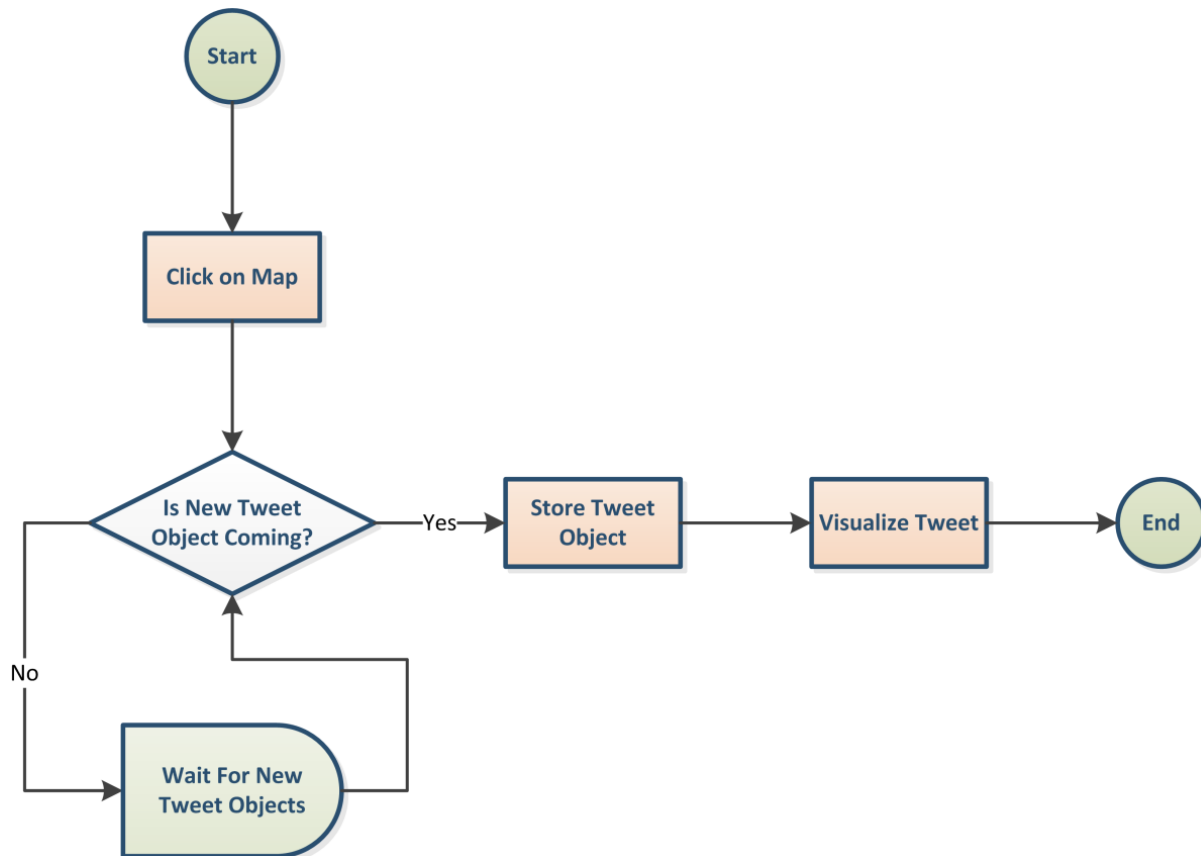 Start
Click on Map
Is New Tweet
Object Coming?
Yes
Store Tweet
Object
Visualize Tweet
End
No
Wait For New
Tweet Objects